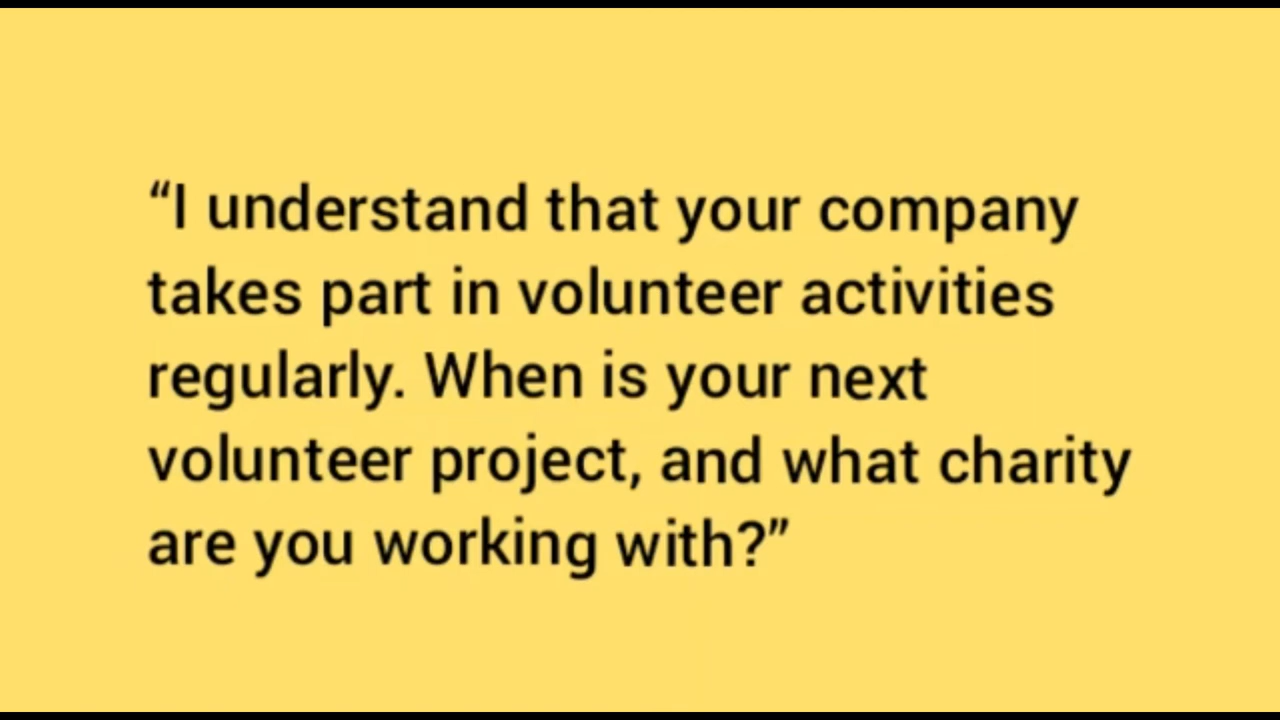 “I understand that your company
takes part in volunteer activities
regularly. When is your next
volunteer project, and what charity
are you working with?”